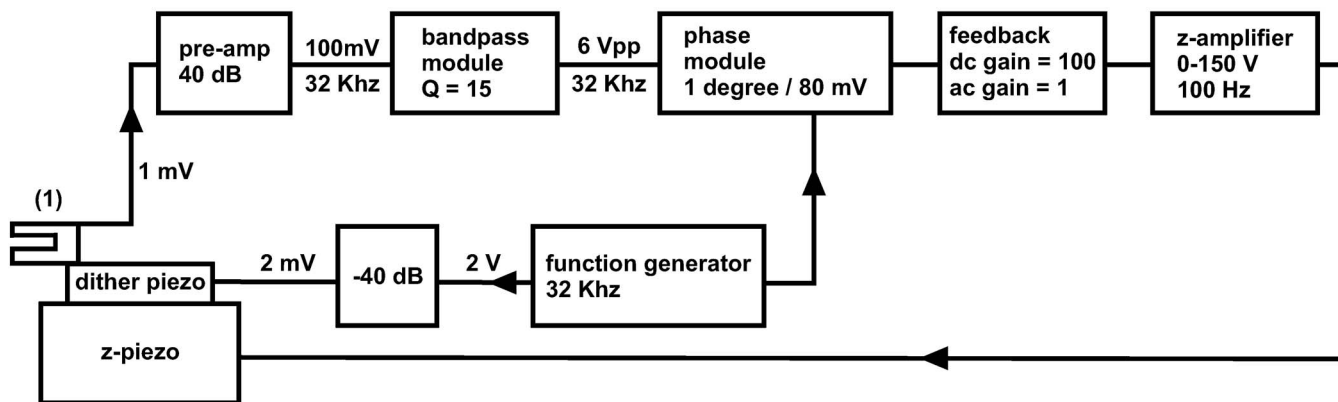 pre-amp
40 dB
100mV
32 Khz
bandpass
module
Q = 15
6 Vpp
32 Khz
phase
module
1 degree / 80 mV
feedback
dc gain = 100
ac gain = 1
z-amplifier
0-150 V
100 Hz
1 mV
(1)
dither piezo
2 mV
-40 dB
2 V
function generator
32 Khz
z-piezo